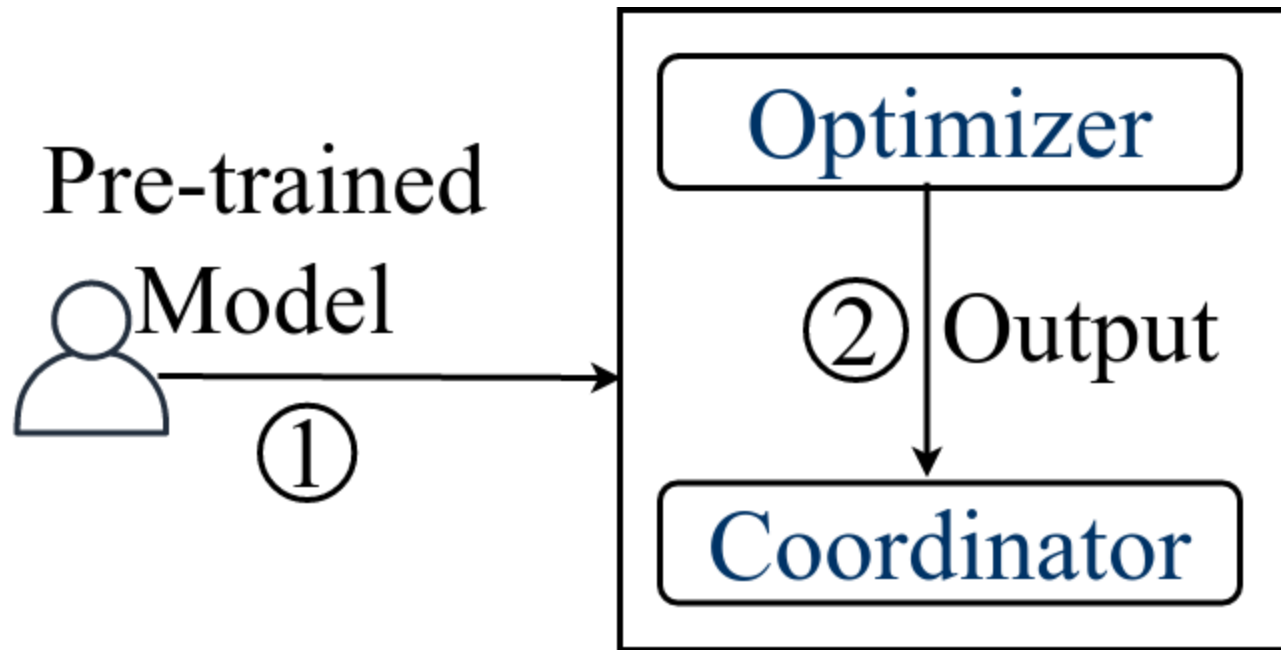 Pre-trained
Model
①
Optimizer
② Output
Coordinator